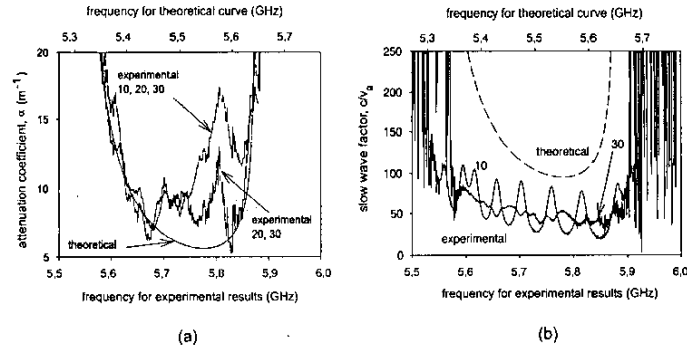 frequency for theoretical curve (GHz)
5,3 5,4 5,5 5,6 5,7
20
15
10
5
attenuation coefficient, α (m⁻¹)
experimental
10, 20, 30
experimental
20, 30
theoretical
5,5 5,6 5,7 5,8 5,9 6,0
frequency for experimental results (GHz)
(a)
frequency for theoretical curve (GHz)
5,3 5,4 5,5 5,6 5,7
250
200
150
100
50
0
slow wave factor, c/vg
theoretical
10
30
experimental
5,5 5,6 5,7 5,8 5,9 6,0
frequency for experimental results (GHz)
(b)